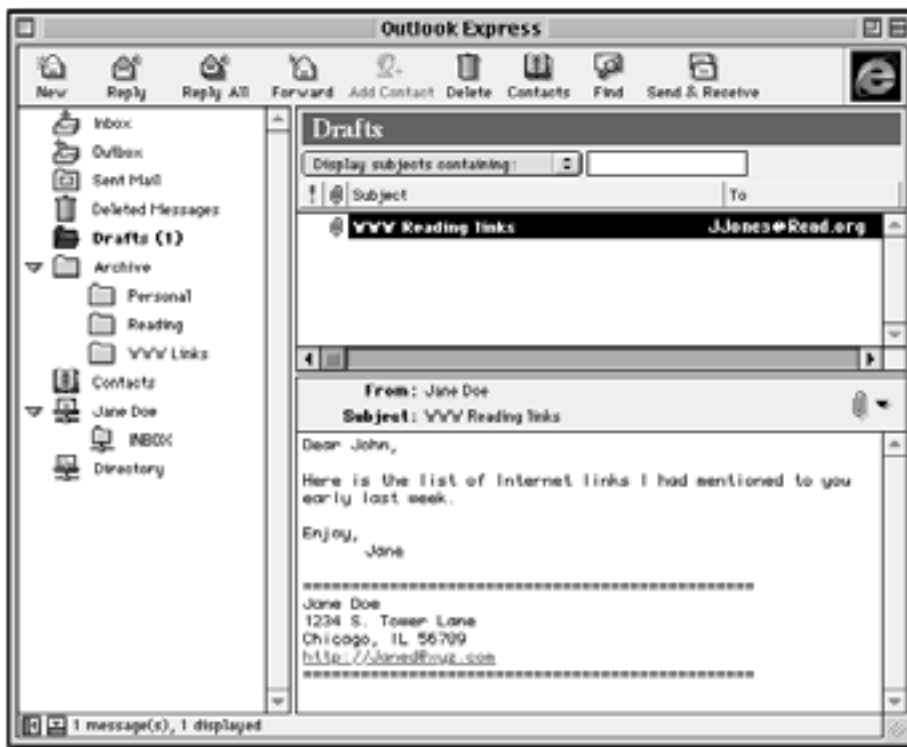 Outlook Express
New Reply Reply All Forward Add Contact Delete Contacts Find Send & Receive
Inbox
Outbox
Sent Mail
Deleted Messages
Drafts (1)
Archive
Personal
Reading
WWW Links
Contacts
Jane Doe
INBOX
Directory
Drafts
Display subjects containing:
! Subject To
WWW Reading links JJones@Read.org
From: Jane Doe
Subject: WWW Reading links
Dear John,
Here is the list of Internet links I had mentioned to you
early last week.
Enjoy,
Jane
==================================================
Jane Doe
1234 S. Tower Lane
Chicago, IL 56789
http://Janed@xyz.com
==================================================
1 message(s), 1 displayed